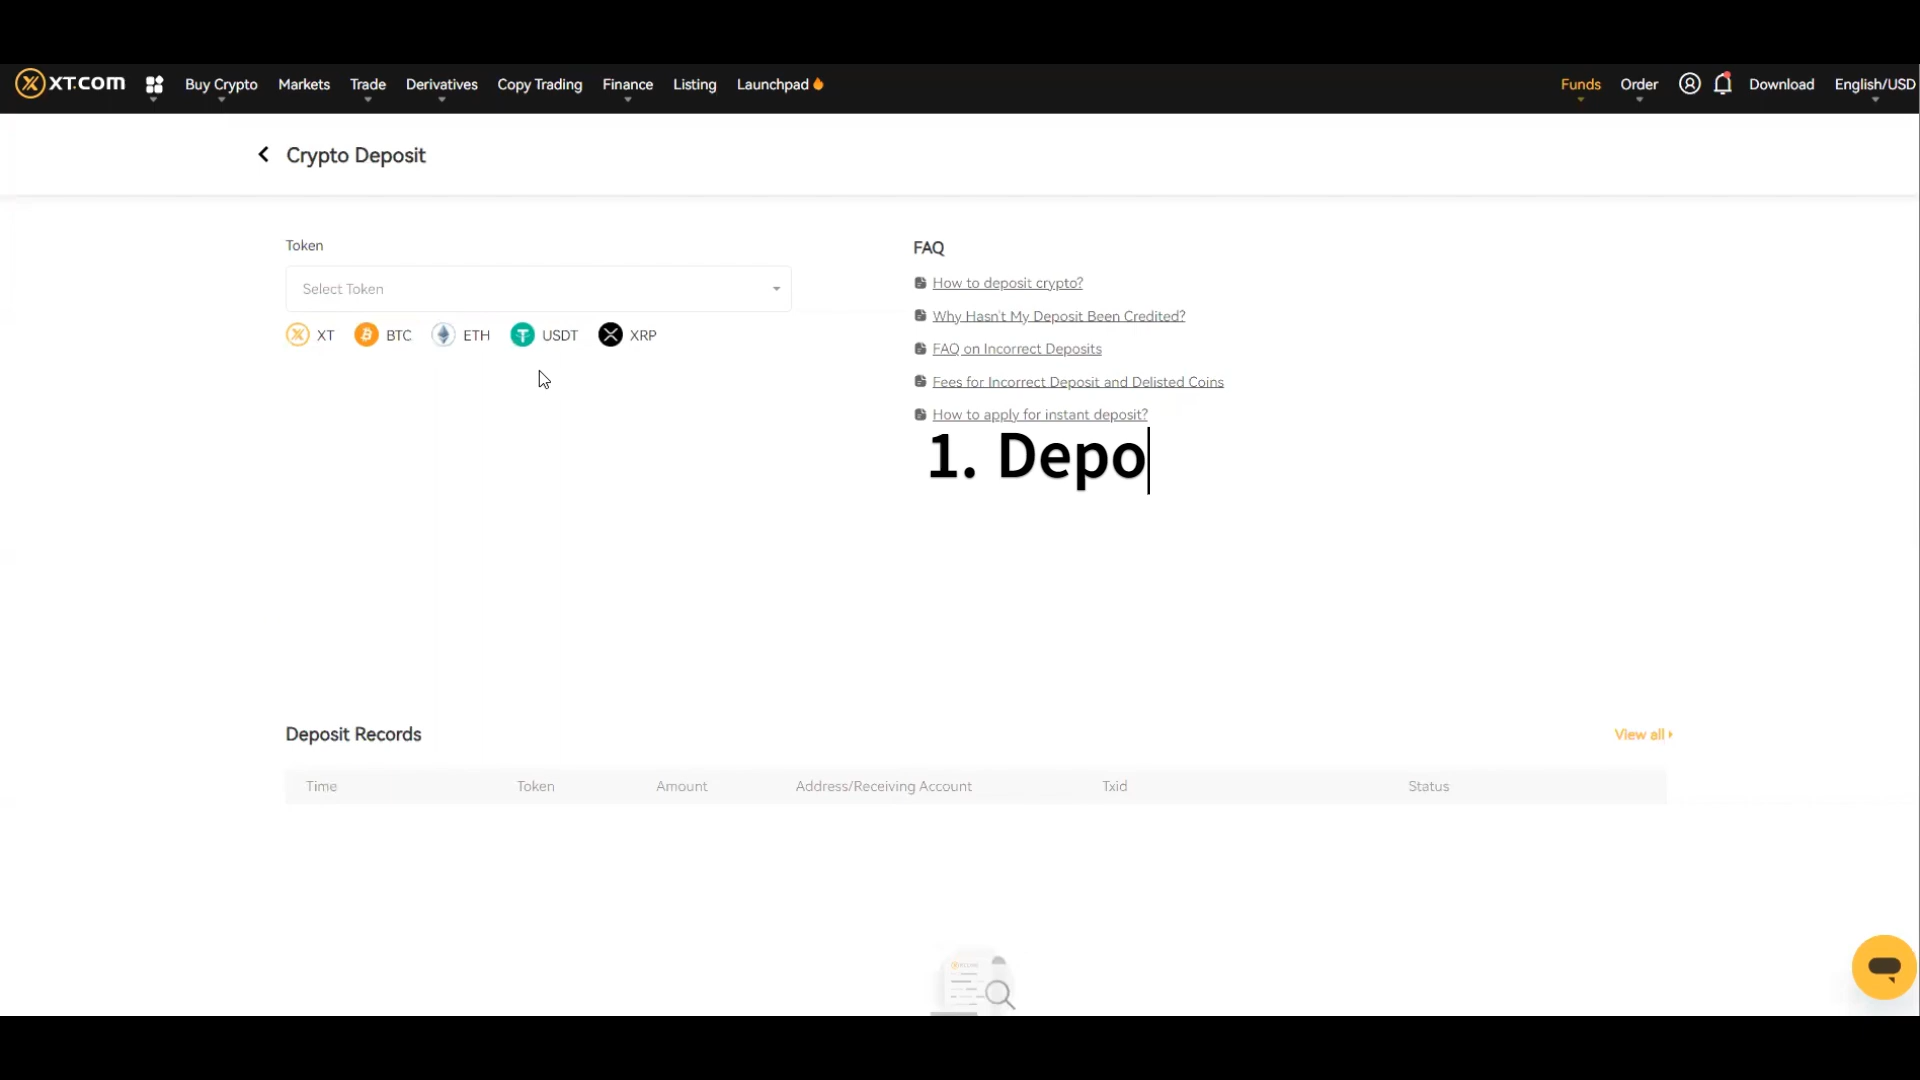 XT.COM Buy Crypto Markets Trade Derivatives Copy Trading Finance Listing Launchpad Funds Order Download English/USD
Crypto Deposit
Token
Select Token
XT BTC ETH USDT XRP
FAQ
How to deposit crypto?
Why Hasn't My Deposit Been Credited?
FAQ on Incorrect Deposits
Fees for Incorrect Deposit and Delisted Coins
How to apply for instant deposit?
1. Depo
Deposit Records
View all
Time Token Amount Address/Receiving Account Txid Status